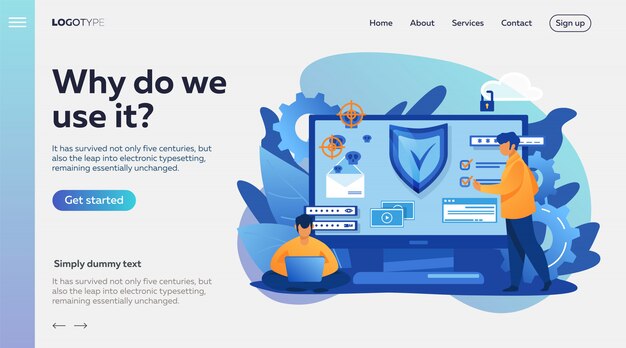 LOGOTYPE
Home
About
Services
Contact
Sign up
Why do we
use it?
It has survived not only five centuries, but
also the leap into electronic typesetting,
remaining essentially unchanged.
Get started
Simply dummy text
It has survived not only five centuries, but
also the leap into electronic typesetting,
remaining essentially unchanged.